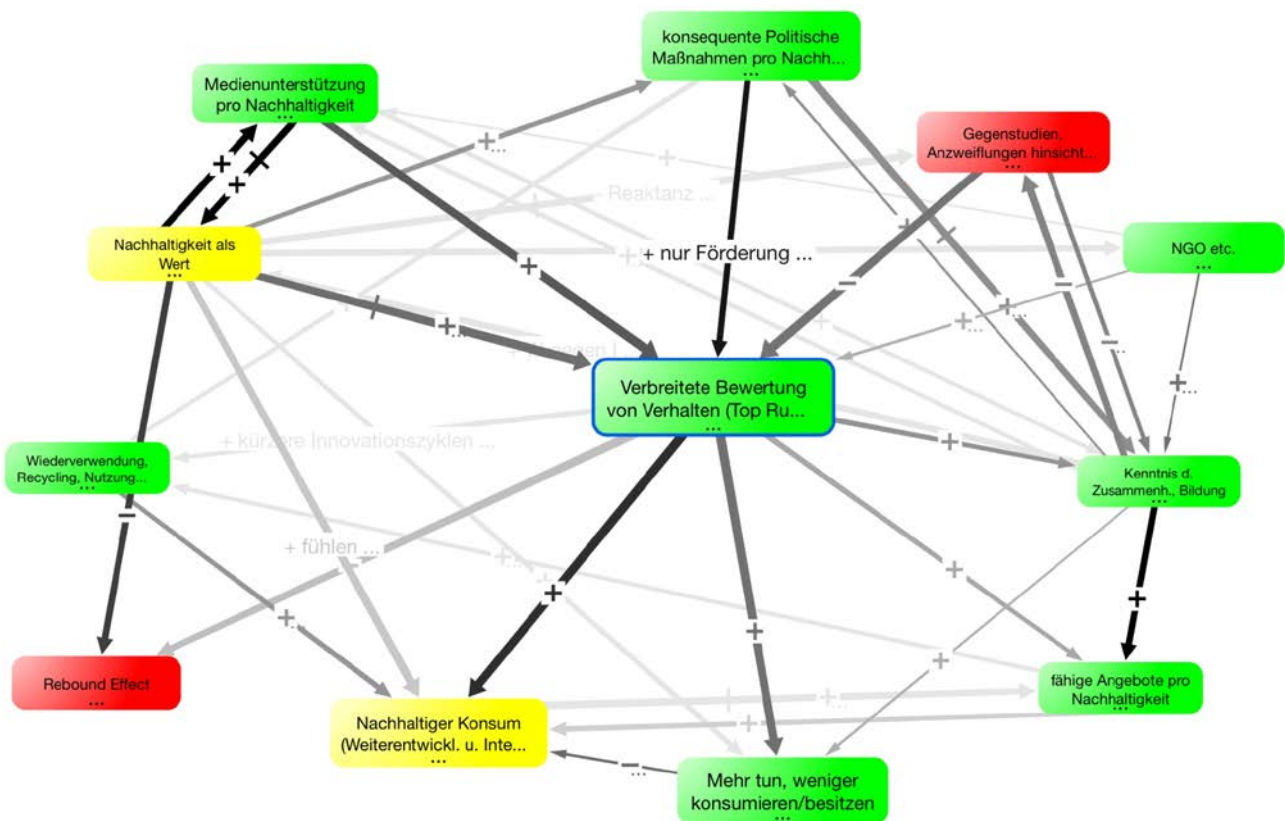 konsequente Politische
Maßnahmen pro Nachh...
...
Medienunterstützung
pro Nachhaltigkeit
...
Gegenstudien,
Anzweiflungen hinsicht...
...
+
+
+...
+
Reaktanz ...
+
Nachhaltigkeit als
Wert
...
+ nur Förderung ...
NGO etc.
...
+
+...
–
+...
–...
+...
+...
Verbreitete Bewertung
von Verhalten (Top Ru...
...
+ kürzere Innovationszyklen ...
+
Wiederverwendung,
Recycling, Nutzung...
...
Kenntnis d.
Zusammenh., Bildung
...
–
+ fühlen ...
+
+
+
+...
+
+
Rebound Effect
...
fähige Angebote pro
Nachhaltigkeit
...
+...
+
Nachhaltiger Konsum
(Weiterentwickl. u. Inte...
...
–...
Mehr tun, weniger
konsumieren/besitzen
...